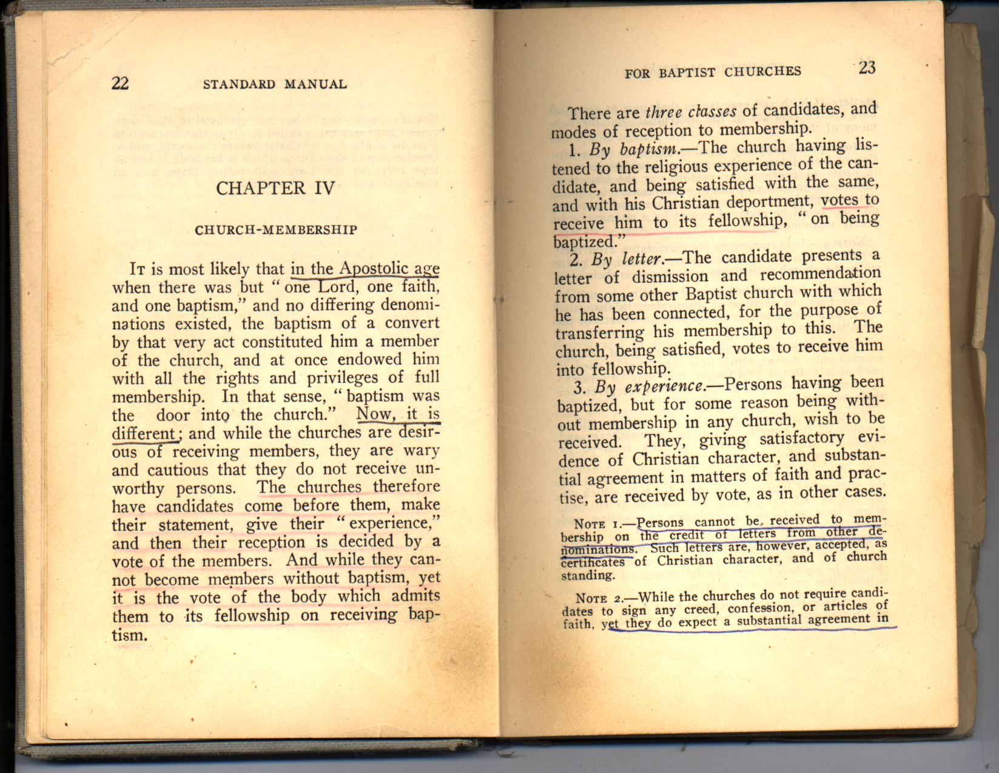 22 STANDARD MANUAL
CHAPTER IV
CHURCH-MEMBERSHIP
IT is most likely that in the Apostolic age
when there was but “ one Lord, one faith,
and one baptism,” and no differing denomi-
nations existed, the baptism of a convert
by that very act constituted him a member
of the church, and at once endowed him
with all the rights and privileges of full
membership. In that sense, “ baptism was
the door into the church.” Now, it is
different; and while the churches are desir-
ous of receiving members, they are wary
and cautious that they do not receive un-
worthy persons. The churches therefore
have candidates come before them, make
their statement, give their “ experience,”
and then their reception is decided by a
vote of the members. And while they can-
not become members without baptism, yet
it is the vote of the body which admits
them to its fellowship on receiving bap-
tism.
FOR BAPTIST CHURCHES 23
There are three classes of candidates, and
modes of reception to membership.
1. By baptism.—The church having lis-
tened to the religious experience of the can-
didate, and being satisfied with the same,
and with his Christian deportment, votes to
receive him to its fellowship, “ on being
baptized.”
2. By letter.—The candidate presents a
letter of dismission and recommendation
from some other Baptist church with which
he has been connected, for the purpose of
transferring his membership to this. The
church, being satisfied, votes to receive him
into fellowship.
3. By experience.—Persons having been
baptized, but for some reason being with-
out membership in any church, wish to be
received. They, giving satisfactory evi-
dence of Christian character, and substan-
tial agreement in matters of faith and prac-
tise, are received by vote, as in other cases.
NOTE 1.—Persons cannot be received to mem-
bership on the credit of letters from other de-
nominations. Such letters are, however, accepted, as
certificates of Christian character, and of church
standing.
NOTE 2.—While the churches do not require candi-
dates to sign any creed, confession, or articles of
faith, yet they do expect a substantial agreement in